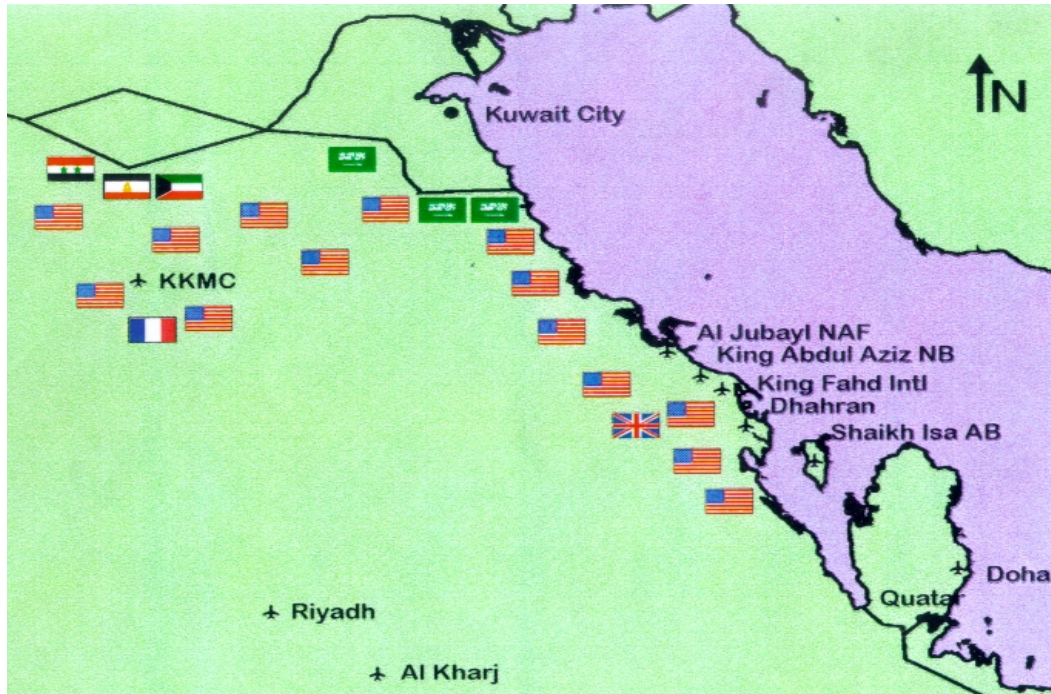 N
Kuwait City
KKMC
Al Jubayl NAF
King Abdul Aziz NB
King Fahd Intl
Dhahran
Shaikh Isa AB
Doha
Quatar
Riyadh
Al Kharj